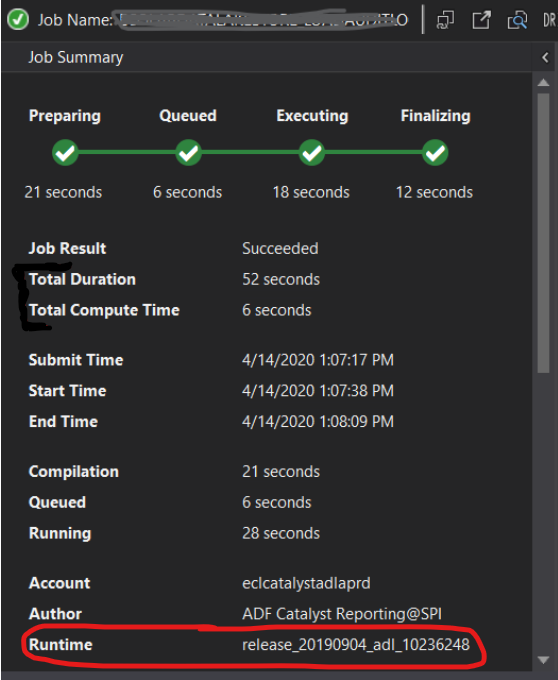 Job Name:
DR
Job Summary
Preparing Queued Executing Finalizing
21 seconds 6 seconds 18 seconds 12 seconds
Job Result Succeeded
Total Duration 52 seconds
Total Compute Time 6 seconds
Submit Time 4/14/2020 1:07:17 PM
Start Time 4/14/2020 1:07:38 PM
End Time 4/14/2020 1:08:09 PM
Compilation 21 seconds
Queued 6 seconds
Running 28 seconds
Account eclcatalystadlaprd
Author ADF Catalyst Reporting@SPI
Runtime release_20190904_adl_10236248